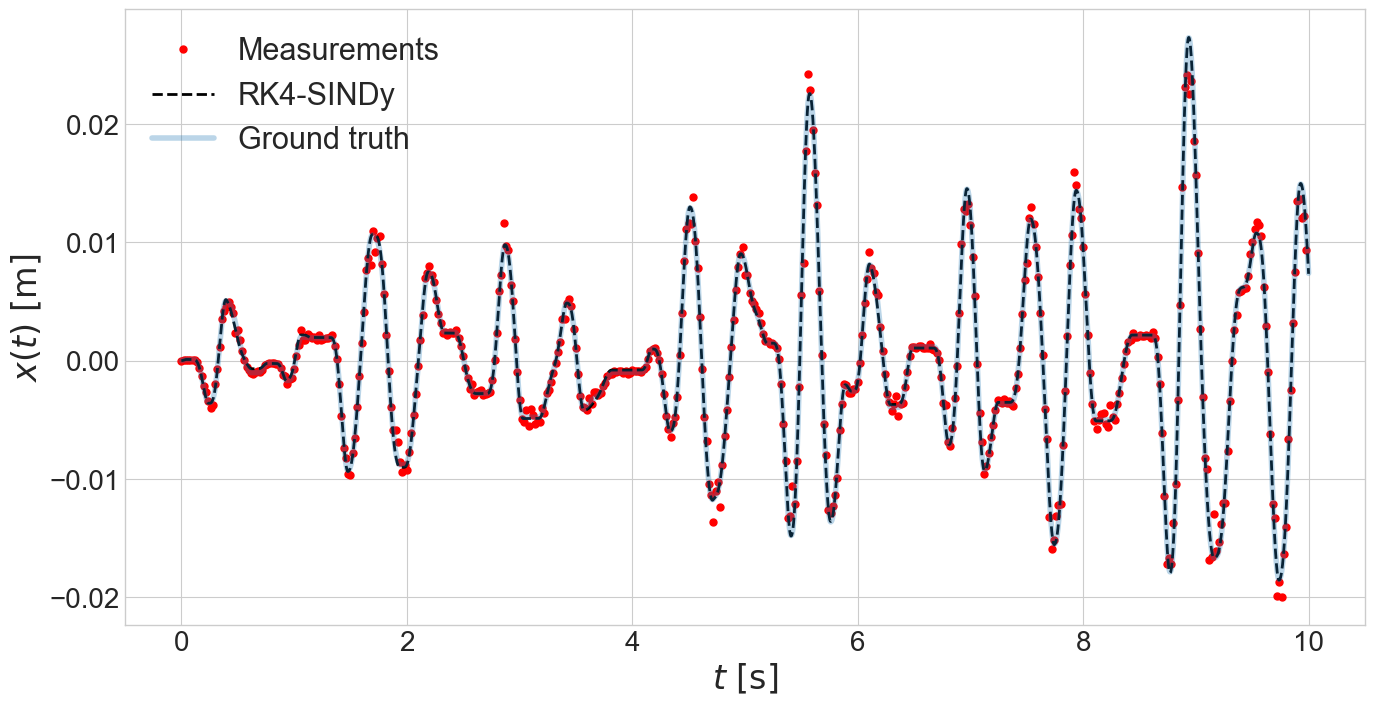 Measurements
RK4-SINDy
Ground truth
x(t) [m]
0.02
0.01
0.00
−0.01
−0.02
0 2 4 6 8 10
t [s]